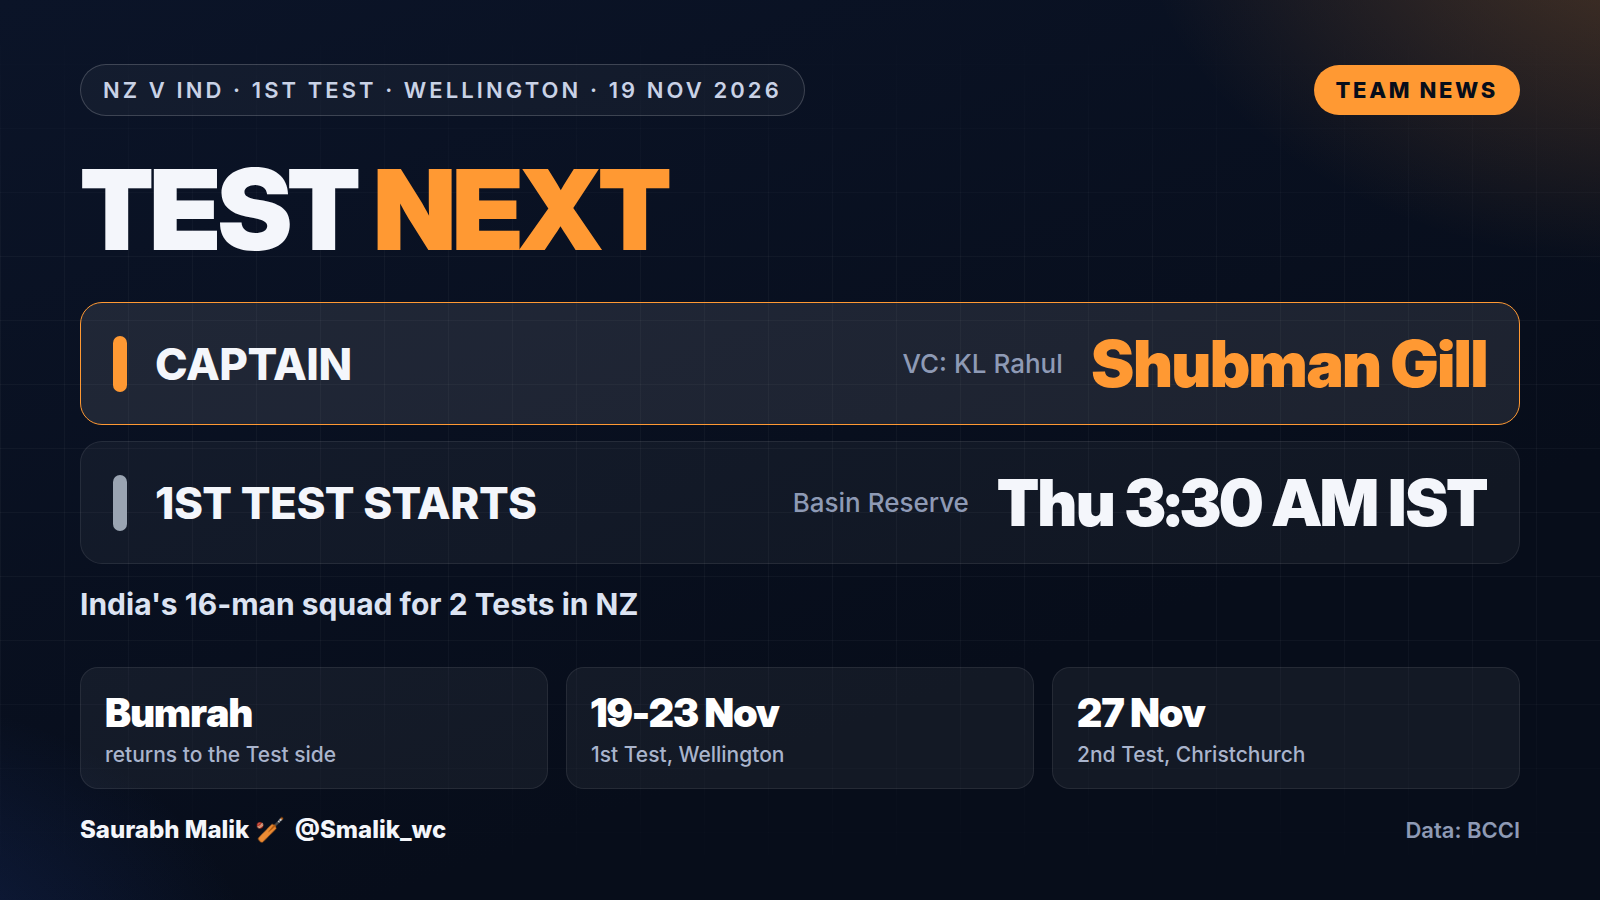 NZ V IND · 1ST TEST · WELLINGTON · 19 NOV 2026
TEAM NEWS
TEST NEXT
CAPTAIN
VC: KL Rahul
Shubman Gill
1ST TEST STARTS
Basin Reserve
Thu 3:30 AM IST
India's 16-man squad for 2 Tests in NZ
Bumrah
returns to the Test side
19-23 Nov
1st Test, Wellington
27 Nov
2nd Test, Christchurch
Saurabh Malik 🏏 @Smalik_wc
Data: BCCI